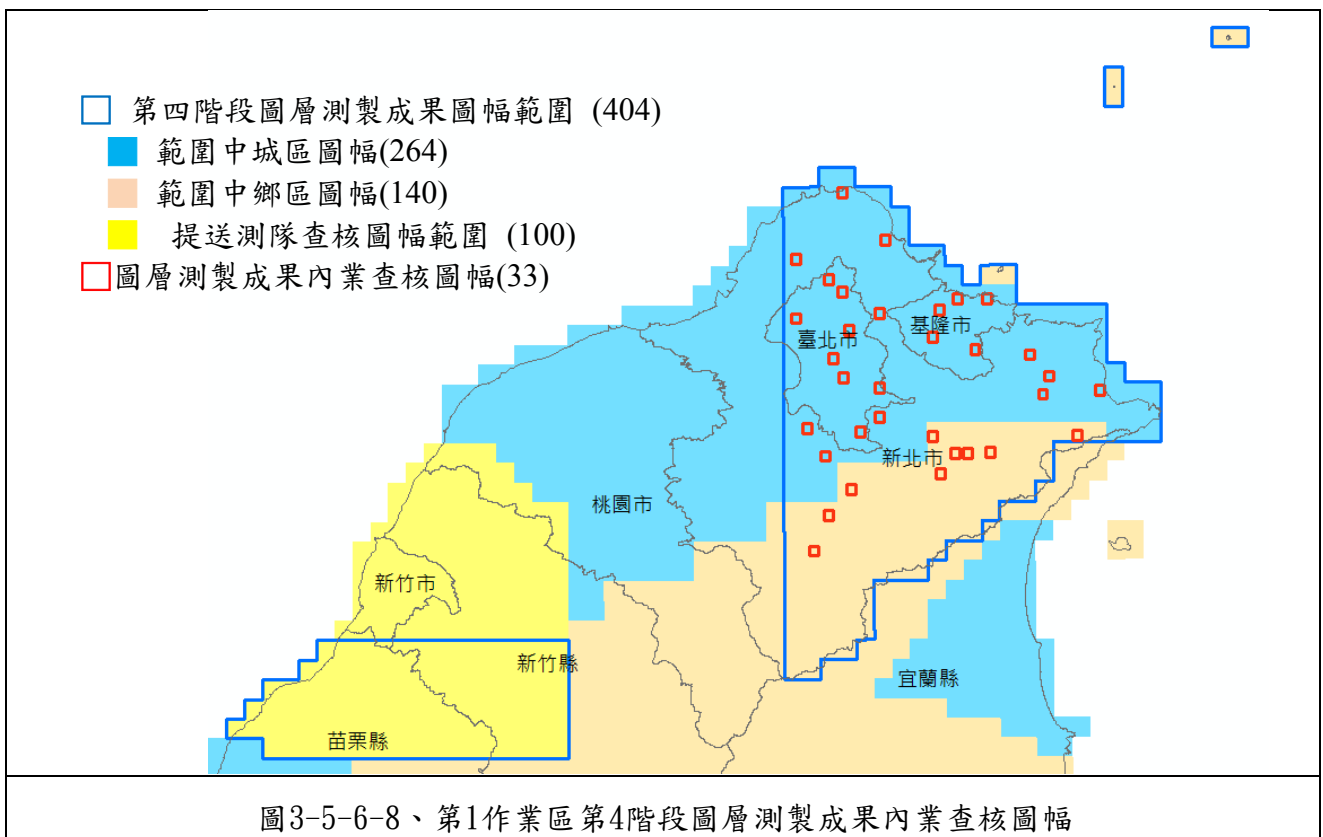 第四階段圖層測製成果圖幅範圍 (404)
範圍中城區圖幅(264)
範圍中鄉區圖幅(140)
提送測隊查核圖幅範圍 (100)
圖層測製成果內業查核圖幅(33)
基隆市
臺北市
新北市
桃園市
新竹市
新竹縣
宜蘭縣
苗栗縣
圖3-5-6-8、第1作業區第4階段圖層測製成果內業查核圖幅